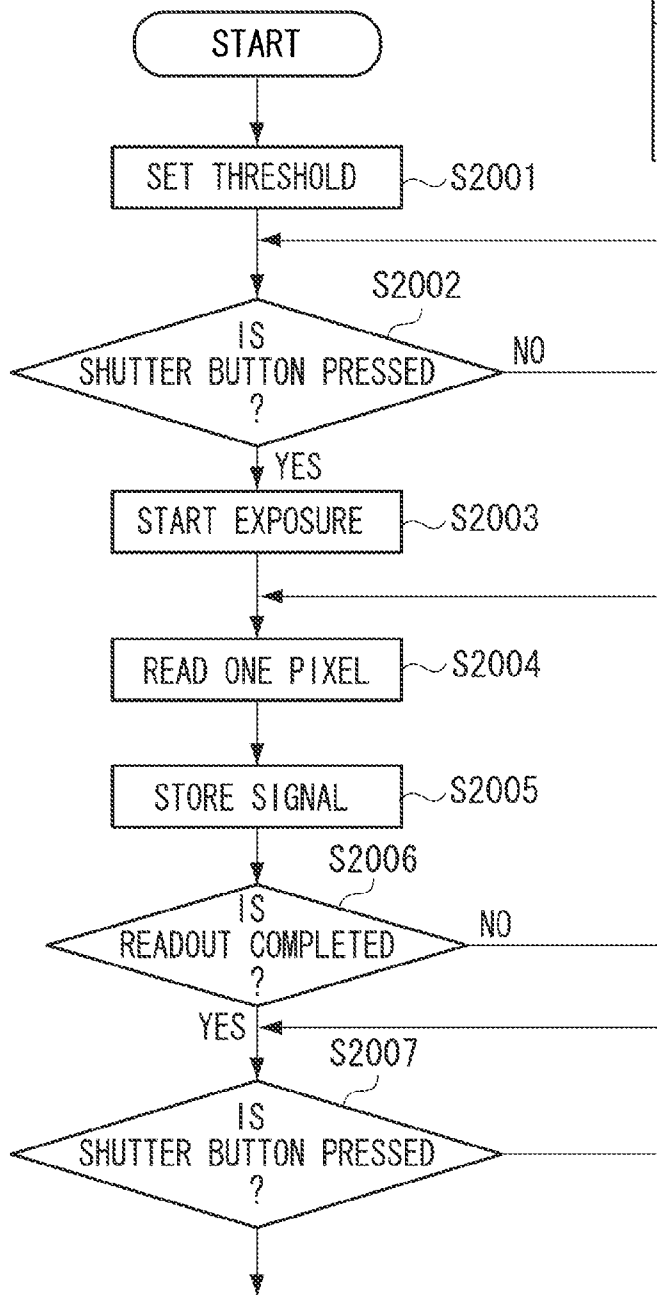 START
SET THRESHOLD
S2001
S2002
IS
SHUTTER BUTTON PRESSED
?
NO
YES
START EXPOSURE
S2003
READ ONE PIXEL
S2004
STORE SIGNAL
S2005
S2006
IS
READOUT COMPLETED
?
NO
YES
S2007
IS
SHUTTER BUTTON PRESSED
?